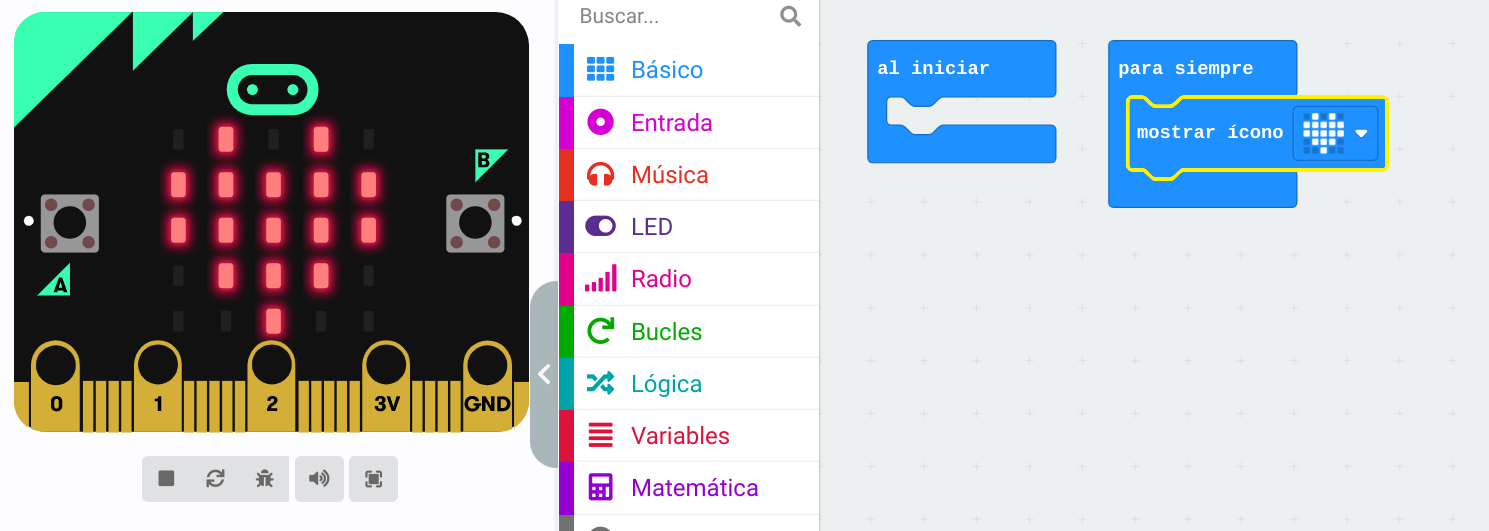 B
A
0
1
2
3V
GND
Buscar...
Básico
Entrada
Música
LED
Radio
Bucles
Lógica
Variables
Matemática
al iniciar
para siempre
mostrar ícono